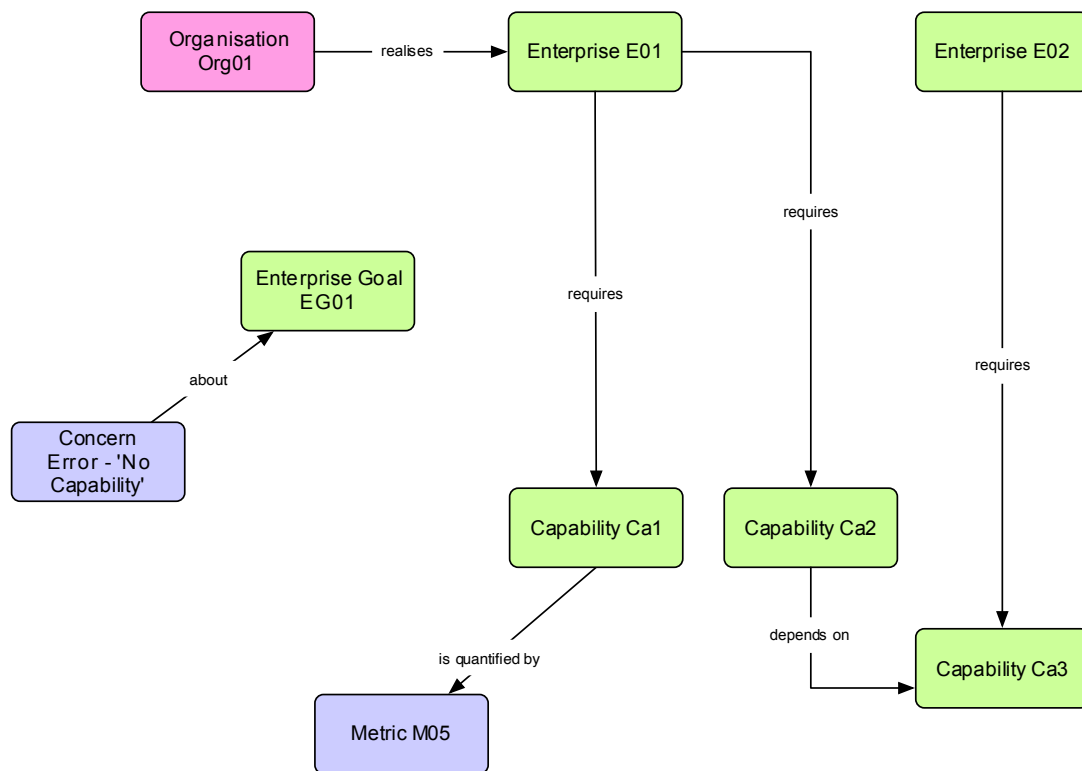 Organisation
Org01
realises
Enterprise E01
Enterprise E02
requires
Enterprise Goal
EG01
requires
requires
about
Concern
Error - 'No
Capability'
Capability Ca1
Capability Ca2
depends on
is quantified by
Capability Ca3
Metric M05